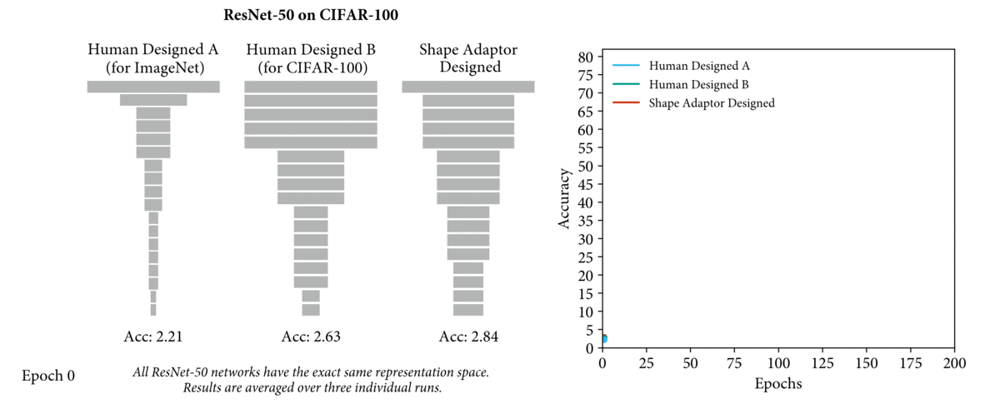 ResNet-50 on CIFAR-100
Human Designed A
(for ImageNet)
Human Designed B
(for CIFAR-100)
Shape Adaptor
Designed
Acc: 2.21
Acc: 2.63
Acc: 2.84
Epoch 0
All ResNet-50 networks have the exact same representation space.
Results are averaged over three individual runs.
Human Designed A
Human Designed B
Shape Adaptor Designed
Accuracy
80
75
70
65
60
55
50
45
40
35
30
25
20
15
10
5
0
0 25 50 75 100 125 150 175 200
Epochs